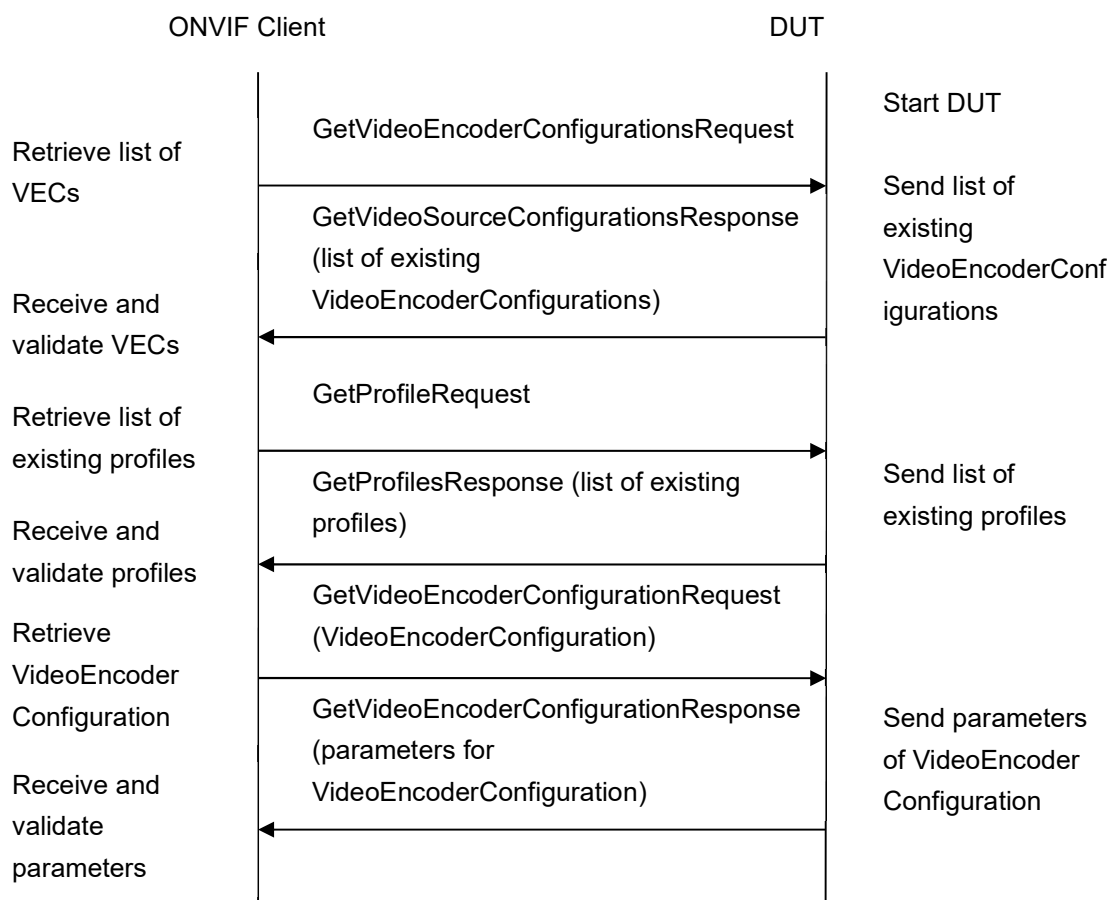 ONVIF Client
DUT
Start DUT
GetVideoEncoderConfigurationsRequest
Retrieve list of
VECs
Send list of
existing
VideoEncoderConf
igurations
GetVideoSourceConfigurationsResponse
(list of existing
VideoEncoderConfigurations)
Receive and
validate VECs
GetProfileRequest
Retrieve list of
existing profiles
GetProfilesResponse (list of existing
profiles)
Send list of
existing profiles
Receive and
validate profiles
GetVideoEncoderConfigurationRequest
(VideoEncoderConfiguration)
Retrieve
VideoEncoder
Configuration
GetVideoEncoderConfigurationResponse
(parameters for
VideoEncoderConfiguration)
Send parameters
of VideoEncoder
Configuration
Receive and
validate
parameters